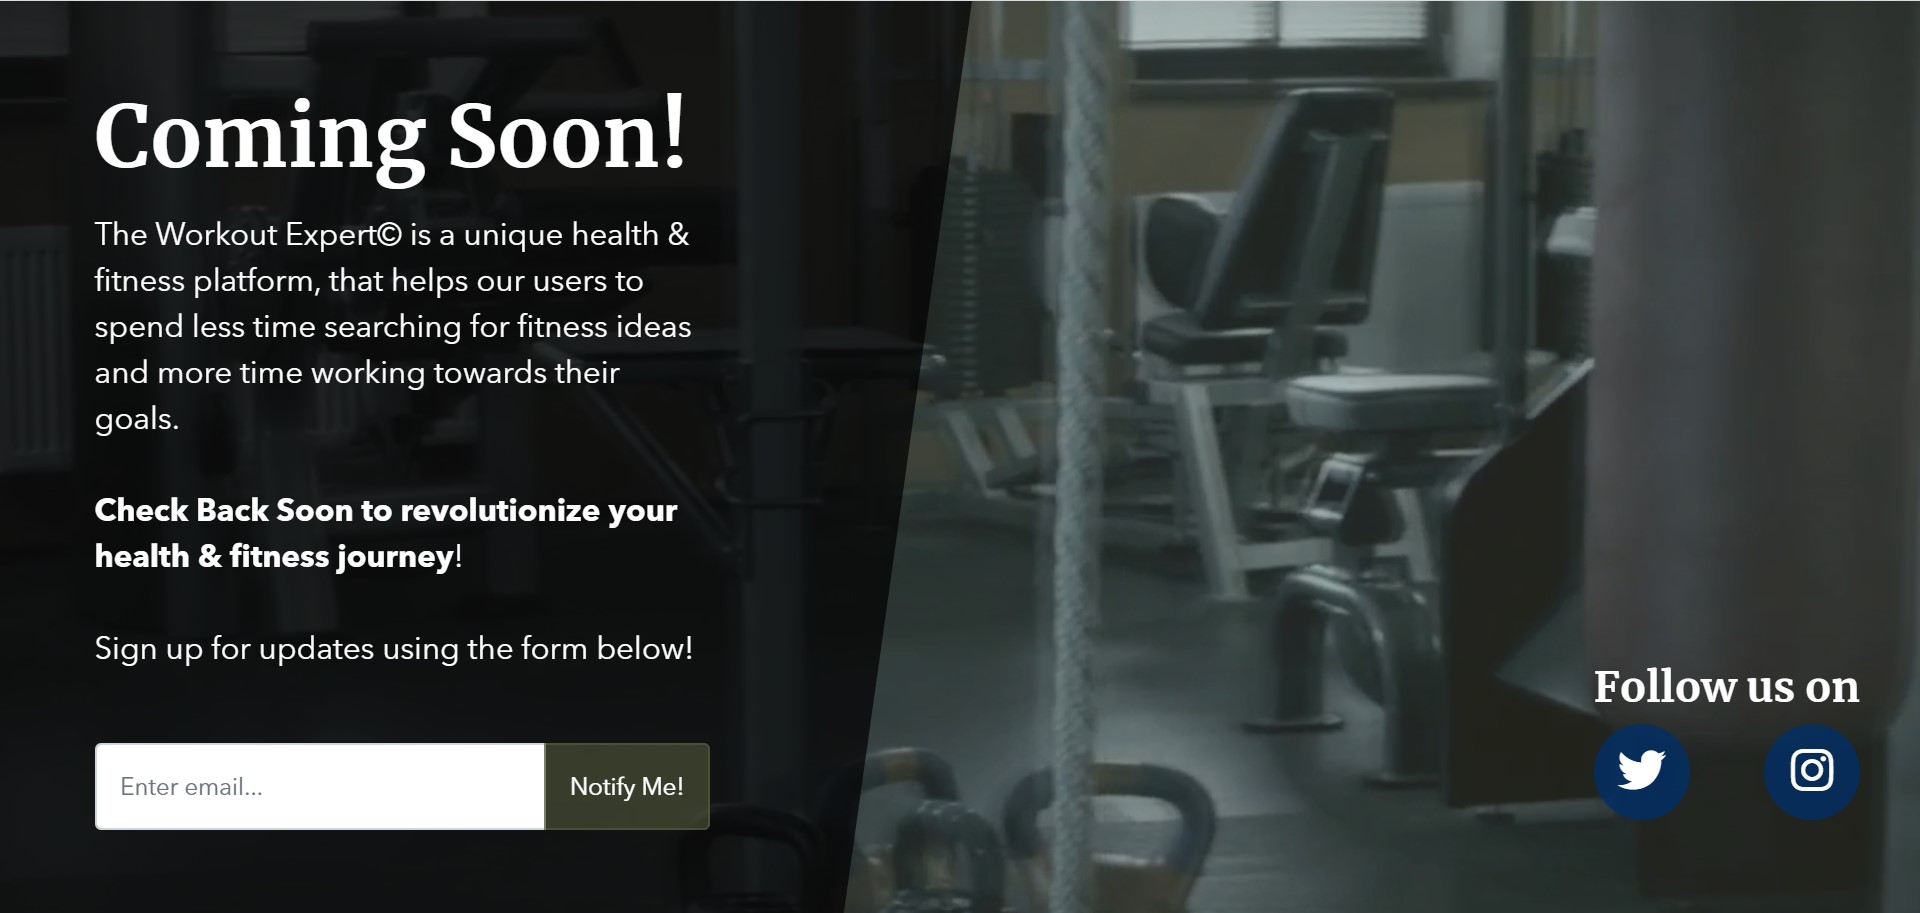 Coming Soon!
The Workout Expert© is a unique health &
fitness platform, that helps our users to
spend less time searching for fitness ideas
and more time working towards their
goals.
Check Back Soon to revolutionize your
health & fitness journey!
Sign up for updates using the form below!
Enter email...
Notify Me!
Follow us on